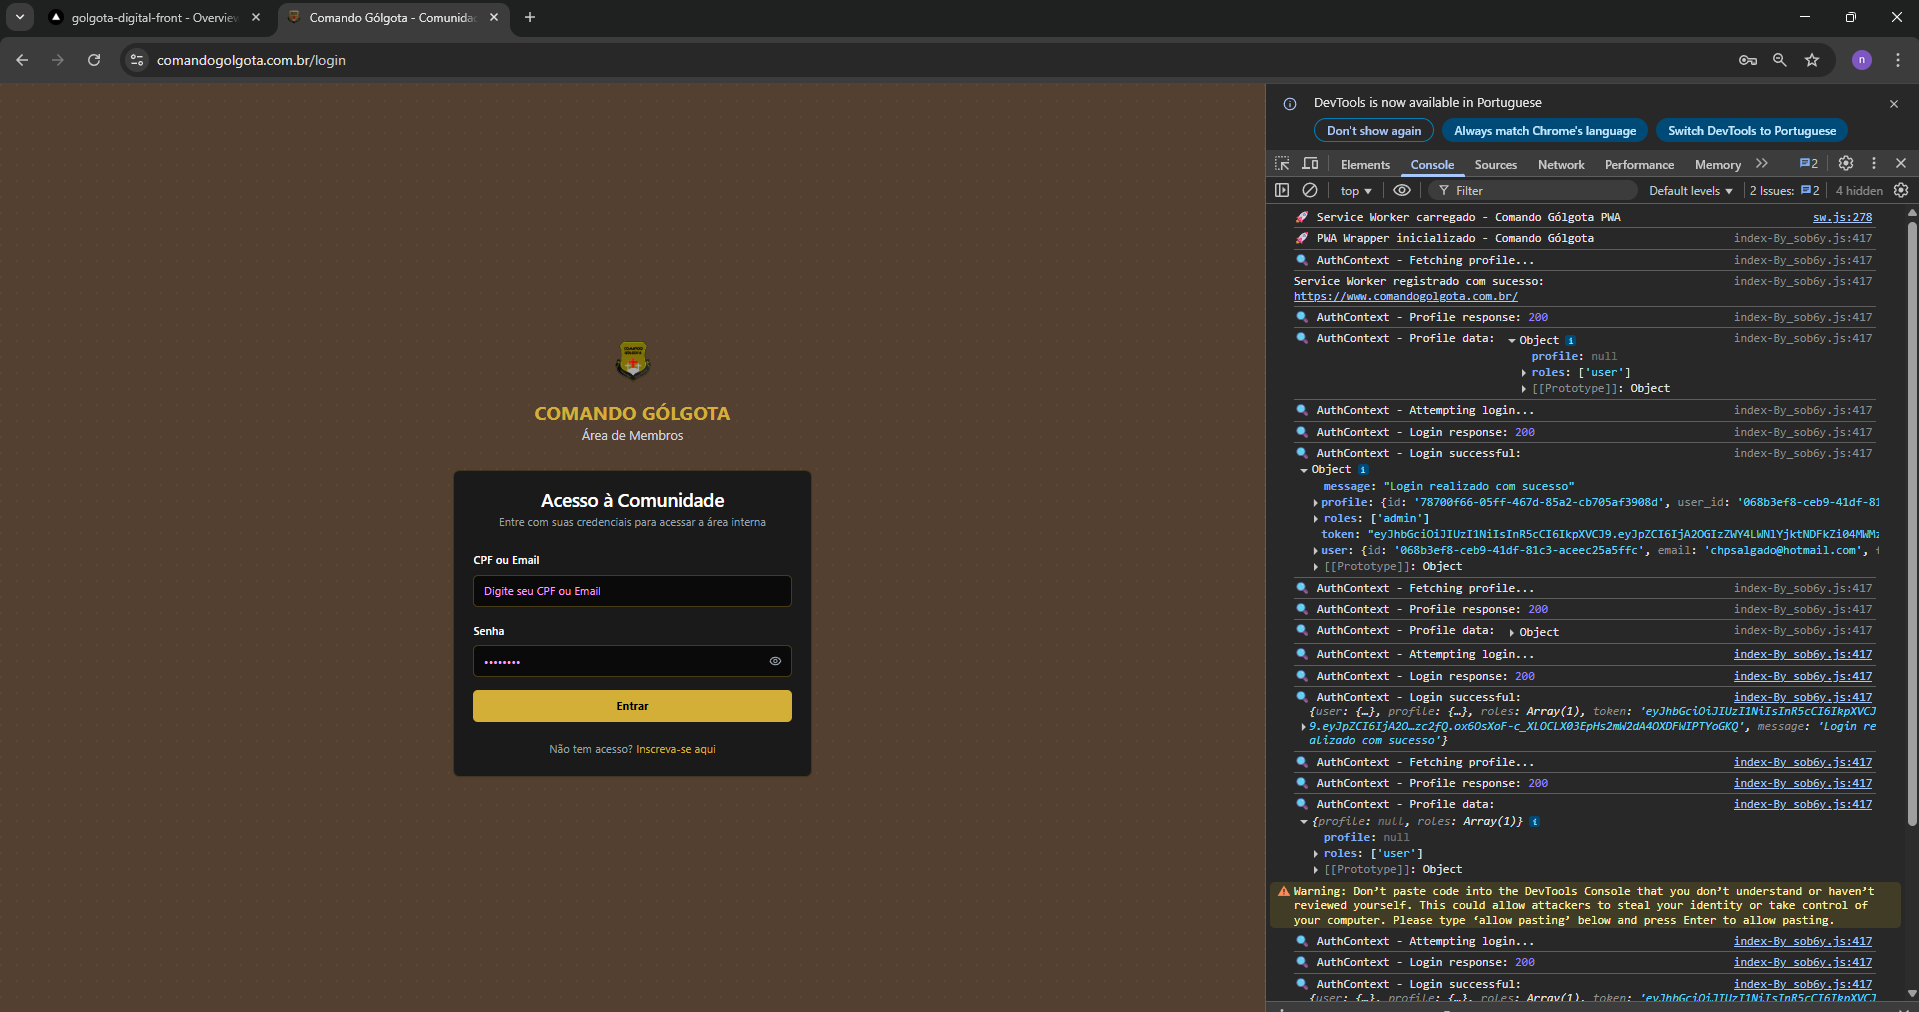 golgota-digital-front - Overview
Comando Gólgota - Comunidad
comandogolgota.com.br/login
n
COMANDO GÓLGOTA
Área de Membros
Acesso à Comunidade
Entre com suas credenciais para acessar a área interna
CPF ou Email
Digite seu CPF ou Email
Senha
••••••••
Entrar
Não tem acesso? Inscreva-se aqui
DevTools is now available in Portuguese
Don't show again
Always match Chrome's language
Switch DevTools to Portuguese
Elements Console Sources Network Performance Memory 2
top Filter Default levels 2 Issues: 2 4 hidden
Service Worker carregado - Comando Gólgota PWA sw.js:278
PWA Wrapper inicializado - Comando Gólgota index-By_sob6y.js:417
AuthContext - Fetching profile... index-By_sob6y.js:417
Service Worker registrado com sucesso: index-By_sob6y.js:417
https://www.comandogolgota.com.br/
AuthContext - Profile response: 200 index-By_sob6y.js:417
AuthContext - Profile data: Object i index-By_sob6y.js:417
profile: null
roles: ['user']
[[Prototype]]: Object
AuthContext - Attempting login... index-By_sob6y.js:417
AuthContext - Login response: 200 index-By_sob6y.js:417
AuthContext - Login successful: index-By_sob6y.js:417
Object i
message: "Login realizado com sucesso"
profile: {id: '78700f66-05ff-467d-85a2-cb705af3908d', user_id: '068b3ef8-ceb9-41df-81
roles: ['admin']
token: "eyJhbGciOiJIUzI1NiIsInR5cCI6IkpXVCJ9.eyJpZCI6IjA2OGIzZWY4LWNlYjktNDFkZi04MWMz
user: {id: '068b3ef8-ceb9-41df-81c3-aceec25a5ffc', email: 'chpsalgado@hotmail.com',
[[Prototype]]: Object
AuthContext - Fetching profile... index-By_sob6y.js:417
AuthContext - Profile response: 200 index-By_sob6y.js:417
AuthContext - Profile data: Object index-By_sob6y.js:417
AuthContext - Attempting login... index-By_sob6y.js:417
AuthContext - Login response: 200 index-By_sob6y.js:417
AuthContext - Login successful: index-By_sob6y.js:417
{user: {…}, profile: {…}, roles: Array(1), token: 'eyJhbGciOiJIUzI1NiIsInR5cCI6IkpXVCJ
9.eyJpZCI6IjA2O…zc2fQ.ox6OsXoF-c_XLOCLX03EpHs2mW2dA4OXDFWIPTYoGKQ', message: 'Login re
alizado com sucesso'}
AuthContext - Fetching profile... index-By_sob6y.js:417
AuthContext - Profile response: 200 index-By_sob6y.js:417
AuthContext - Profile data: index-By_sob6y.js:417
{profile: null, roles: Array(1)} i
profile: null
roles: ['user']
[[Prototype]]: Object
Warning: Don't paste code into the DevTools Console that you don't understand or haven't
reviewed yourself. This could allow attackers to steal your identity or take control of
your computer. Please type 'allow pasting' below and press Enter to allow pasting.
AuthContext - Attempting login... index-By_sob6y.js:417
AuthContext - Login response: 200 index-By_sob6y.js:417
AuthContext - Login successful: index-By_sob6y.js:417
{user: {…}, profile: {…}, roles: Array(1), token: 'eyJhbGciOiJIUzI1NiIsInR5cCI6IkpXVCJ